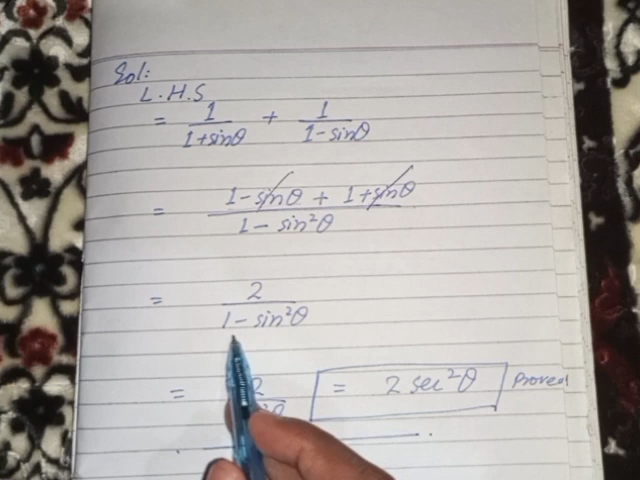 Sol:
L.H.S
= 1/(1+sinθ) + 1/(1-sinθ)
= (1-sinθ + 1+sinθ)/(1-sin²θ)
= 2/(1-sin²θ)
= 2 = 2 sec²θ Proved